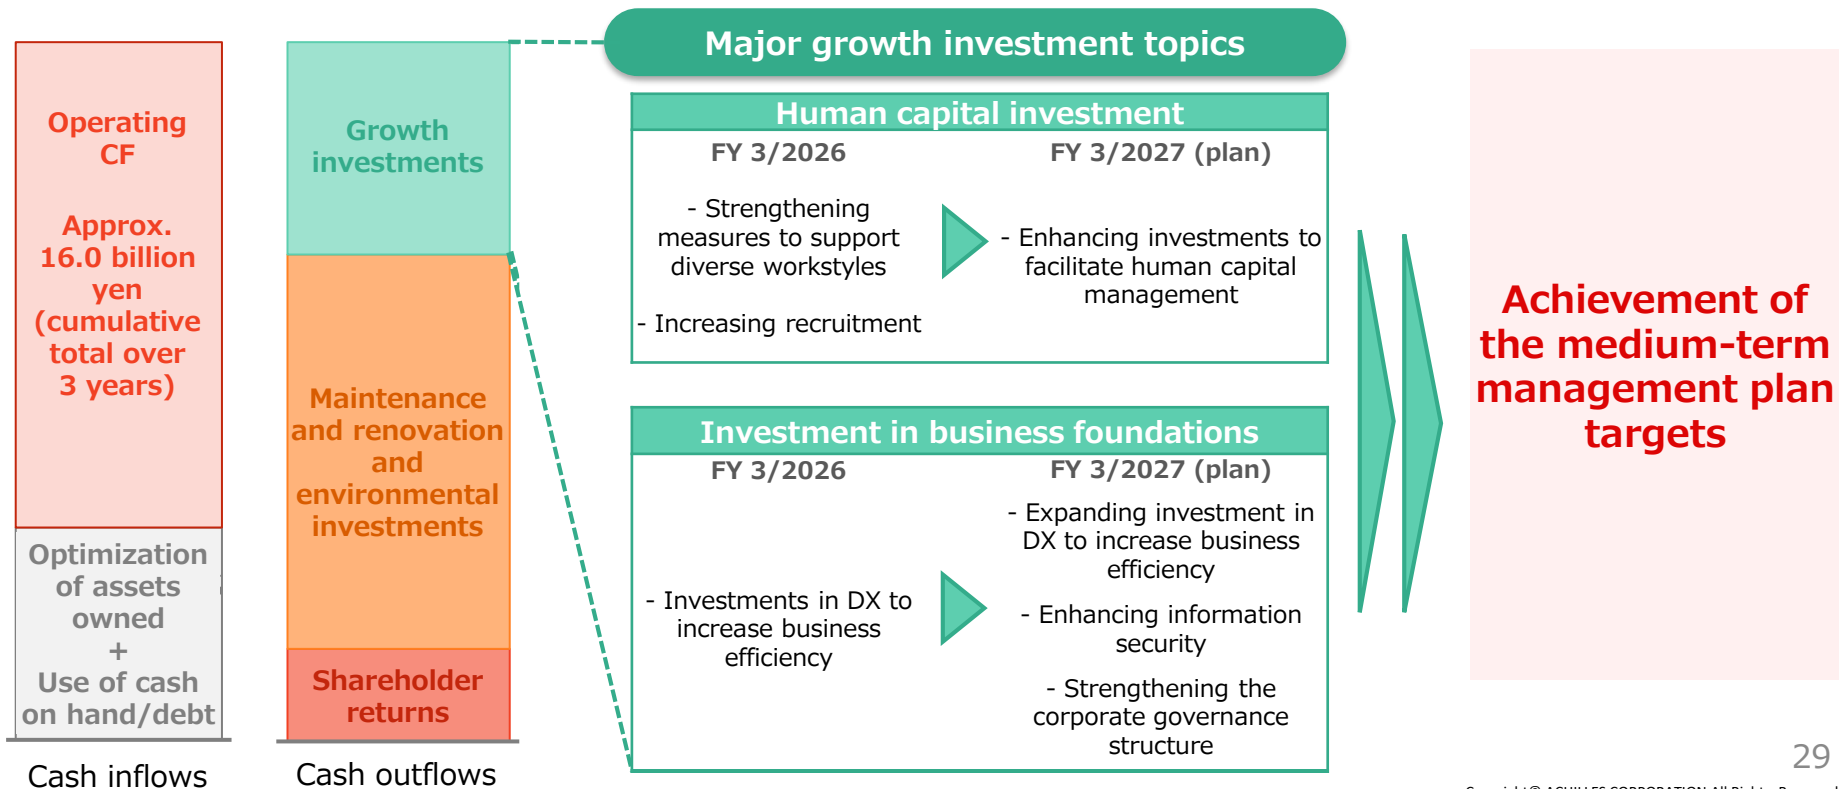 Major growth investment topics
Operating
CF
Approx.
16.0 billion
yen
(cumulative
total over
3 years)
Optimization
of assets
owned
+
Use of cash
on hand/debt
Cash inflows
Growth
investments
Maintenance
and renovation
and
environmental
investments
Shareholder
returns
Cash outflows
Human capital investment
FY 3/2026
- Strengthening
measures to support
diverse workstyles
- Increasing recruitment
FY 3/2027 (plan)
- Enhancing investments to
facilitate human capital
management
Investment in business foundations
FY 3/2026
- Investments in DX to
increase business
efficiency
FY 3/2027 (plan)
- Expanding investment in
DX to increase business
efficiency
- Enhancing information
security
- Strengthening the
corporate governance
structure
Achievement of
the medium-term
management plan
targets
29